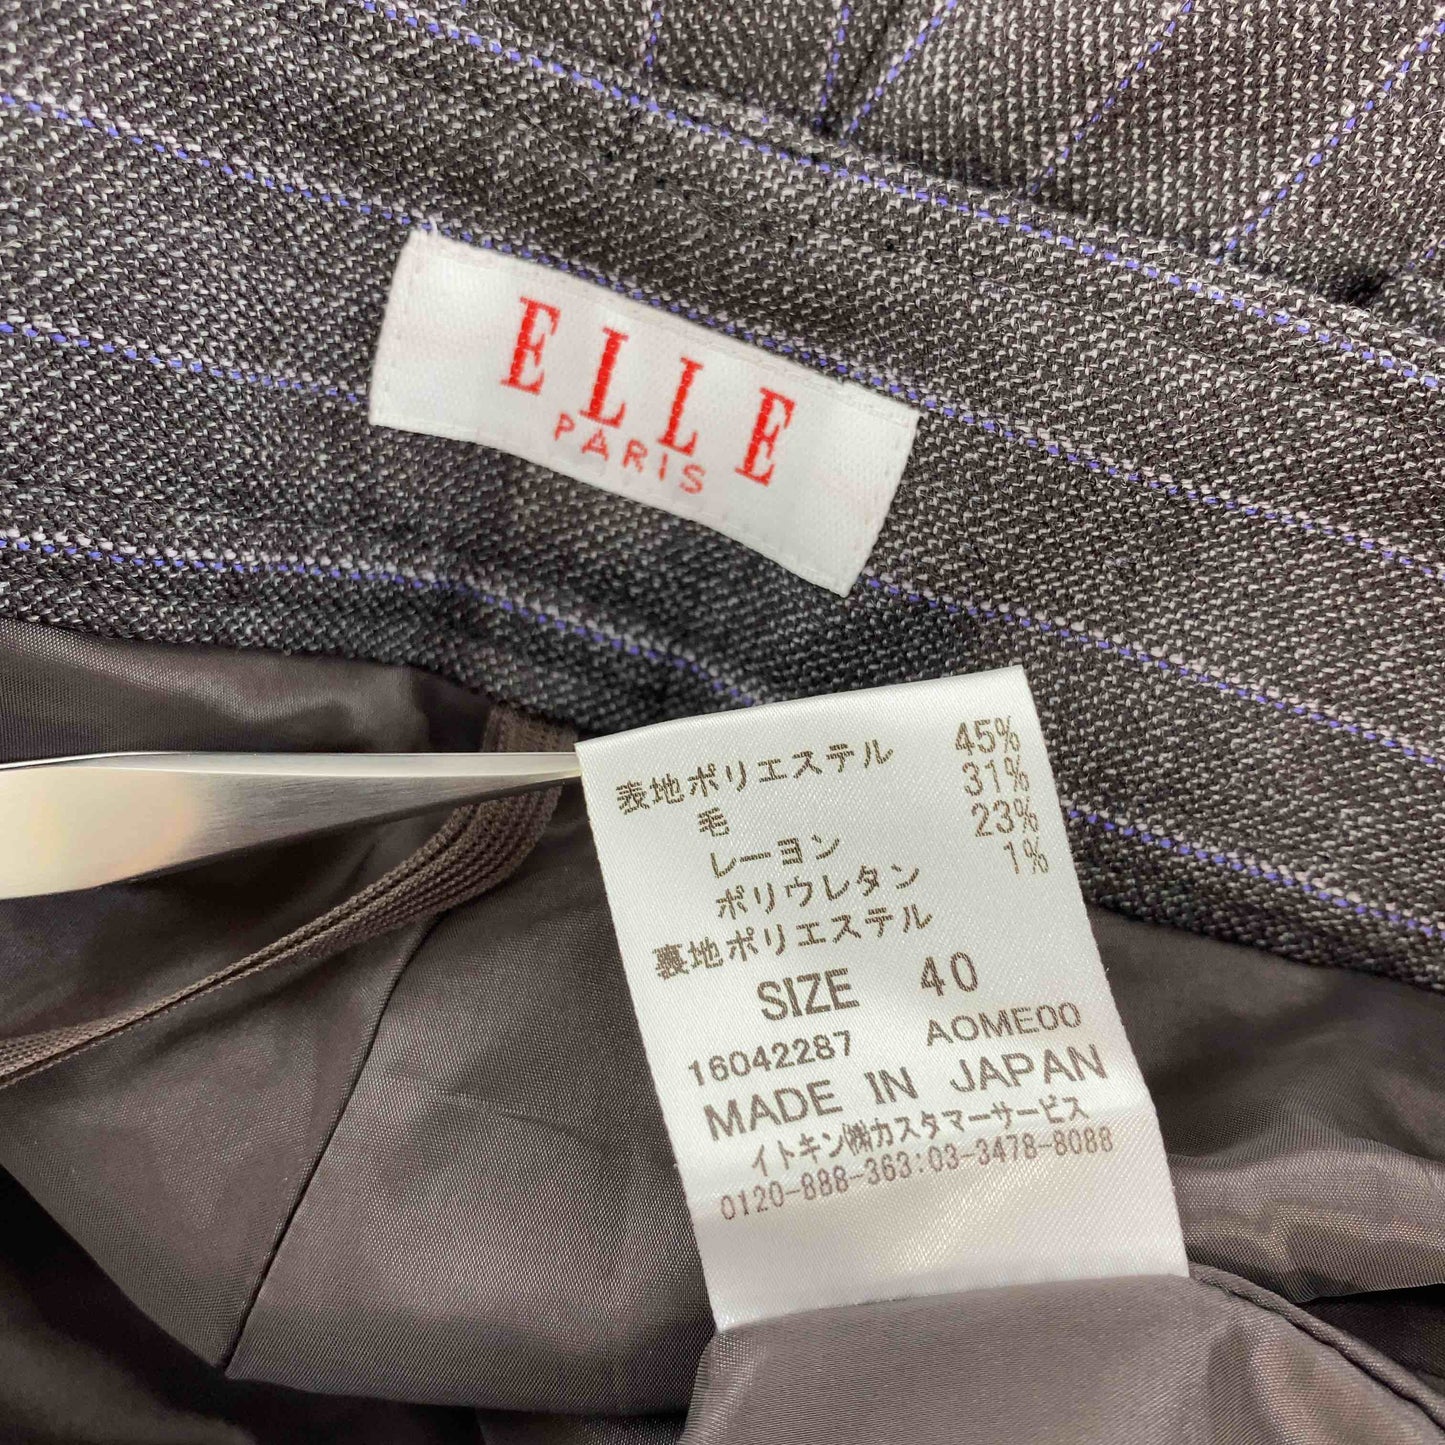 ELLE
PARIS
表地ポリエステル 45%
毛 31%
レーヨン 23%
ポリウレタン 1%
裏地ポリエステル
SIZE 40
16042287 AOME00
MADE IN JAPAN
イトキン㈱カスタマーサービス
0120-888-363:03-3478-8088